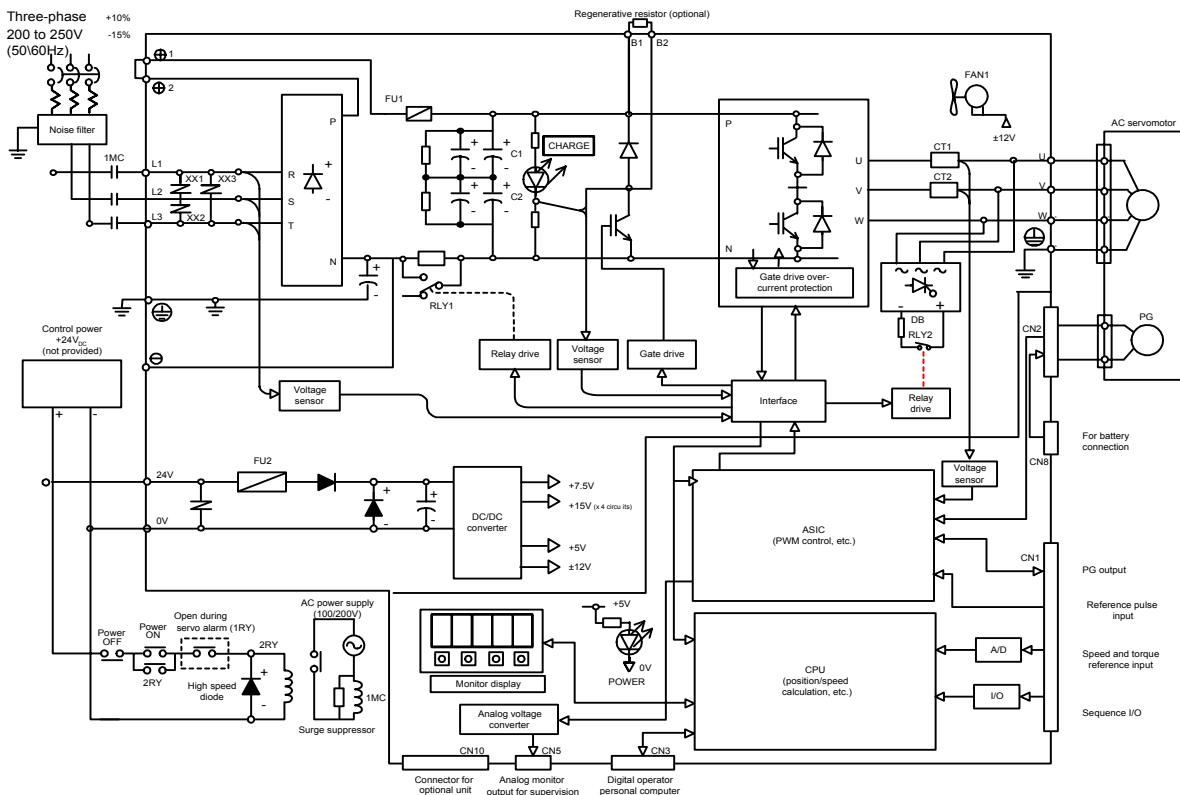 Three-phase +10%
200 to 250V -15%
(50\60Hz)
Regenerative resistor (optional)
B1 B2
1
2
FU1
FAN1
±12V
AC servomotor
Noise filter
P
CHARGE
C1
C2
P
CT1
CT2
U
V
W
U
V
W
1MC
L1
L2
L3
XX1 XX3
XX2
R
S
T
N
N
+
-
Gate drive over-
current protection
DB
RLY2
RLY1
CN2
PG
Control power
+24VDC
(not provided)
+ -
Relay drive
Voltage
sensor
Gate drive
Voltage
sensor
Interface
Relay
drive
For battery
connection
CN8
24V
FU2
0V
DC/DC
converter
+7.5V
+15V (x 4 circu its)
+5V
±12V
Voltage
sensor
ASIC
(PWM control, etc.)
CN1
PG output
Reference pulse
input
AC power supply
(100/200V)
Open during
servo alarm (1RY)
Power
OFF
Power
ON
2RY
2RY
High speed
diode
1MC
Surge suppressor
Monitor display
+5V
0V
POWER
CPU
(position/speed
calculation, etc.)
A/D
Speed and torque
reference input
I/O
Sequence I/O
Analog voltage
converter
CN10
CN5
CN3
Connector for
optional unit
Analog monitor
output for supervision
Digital operator
personal computer